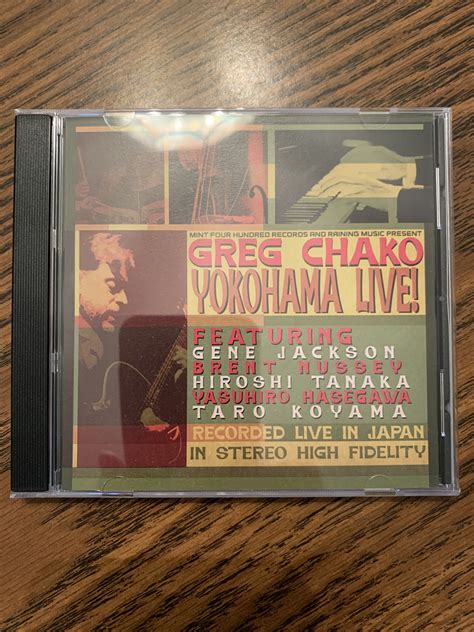 MINT FOUR HUNDRED RECORDS AND RAINING MUSIC PRESENT
GREG CHAKO
YOKOHAMA LIVE!
FEATURING
GENE JACKSON
BRENT NUSSEY
HIROSHI TANAKA
YASUHIRO HASEGAWA
TARO KOYAMA
RECORDED LIVE IN JAPAN
IN STEREO HIGH FIDELITY